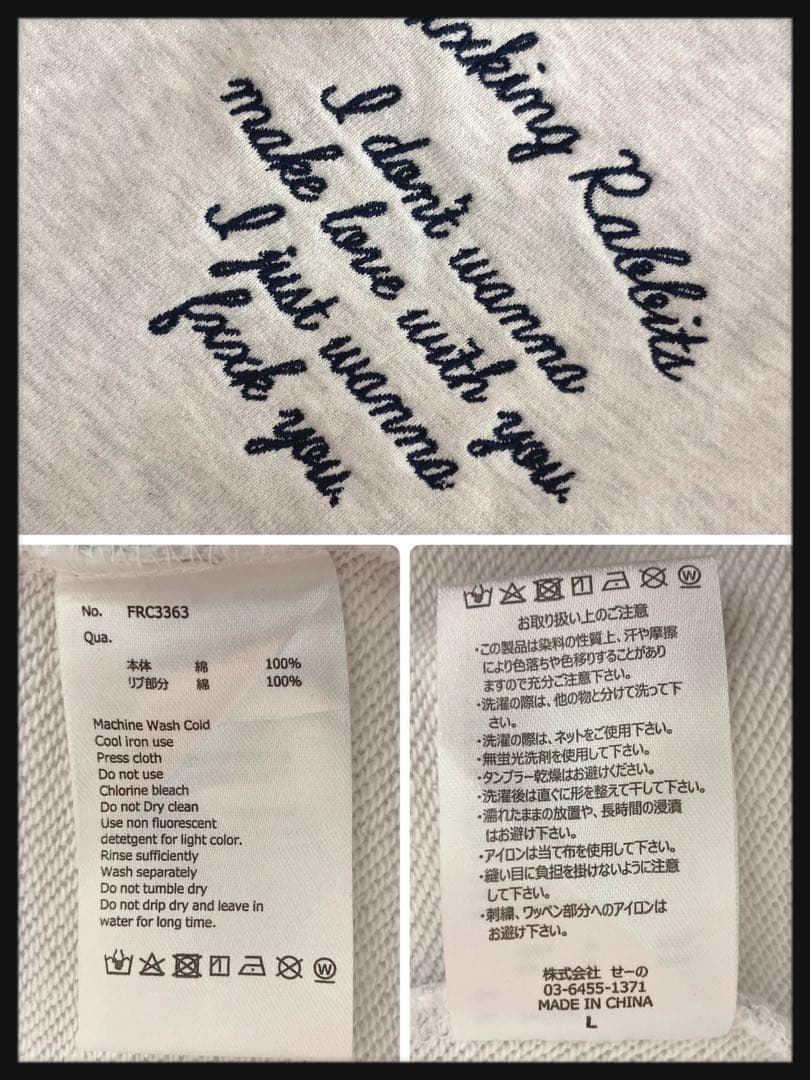 Rabbits
I don't wanna
make love with you.
I just wanna
fxxk you.
No. FRC3363
Qua.
本体 綿 100%
リブ部分 綿 100%
Machine Wash Cold
Cool iron use
Press cloth
Do not use
Chlorine bleach
Do not Dry clean
Use non fluorescent
detetgent for light color.
Rinse sufficiently
Wash separately
Do not tumble dry
Do not drip dry and leave in
water for long time.
W
W
お取り扱い上のご注意
・この製品は染料の性質上、汗や摩擦
により色落ちや色移りすることがあり
ますので充分ご注意下さい。
・洗濯の際は、他の物と分けて洗って下
さい。
・洗濯の際は、ネットをご使用下さい。
・無蛍光洗剤を使用して下さい。
・タンブラー乾燥はお避けください。
・洗濯後は直ぐに形を整えて干して下さい。
・濡れたままの放置や、長時間の浸漬
はお避け下さい。
・アイロンは当て布を使用して下さい。
・縫い目に負担を掛けないように注意
して下さい。
・刺繍、ワッペン部分へのアイロンは
お避け下さい。
株式会社 せーの
03-6455-1371
MADE IN CHINA
L